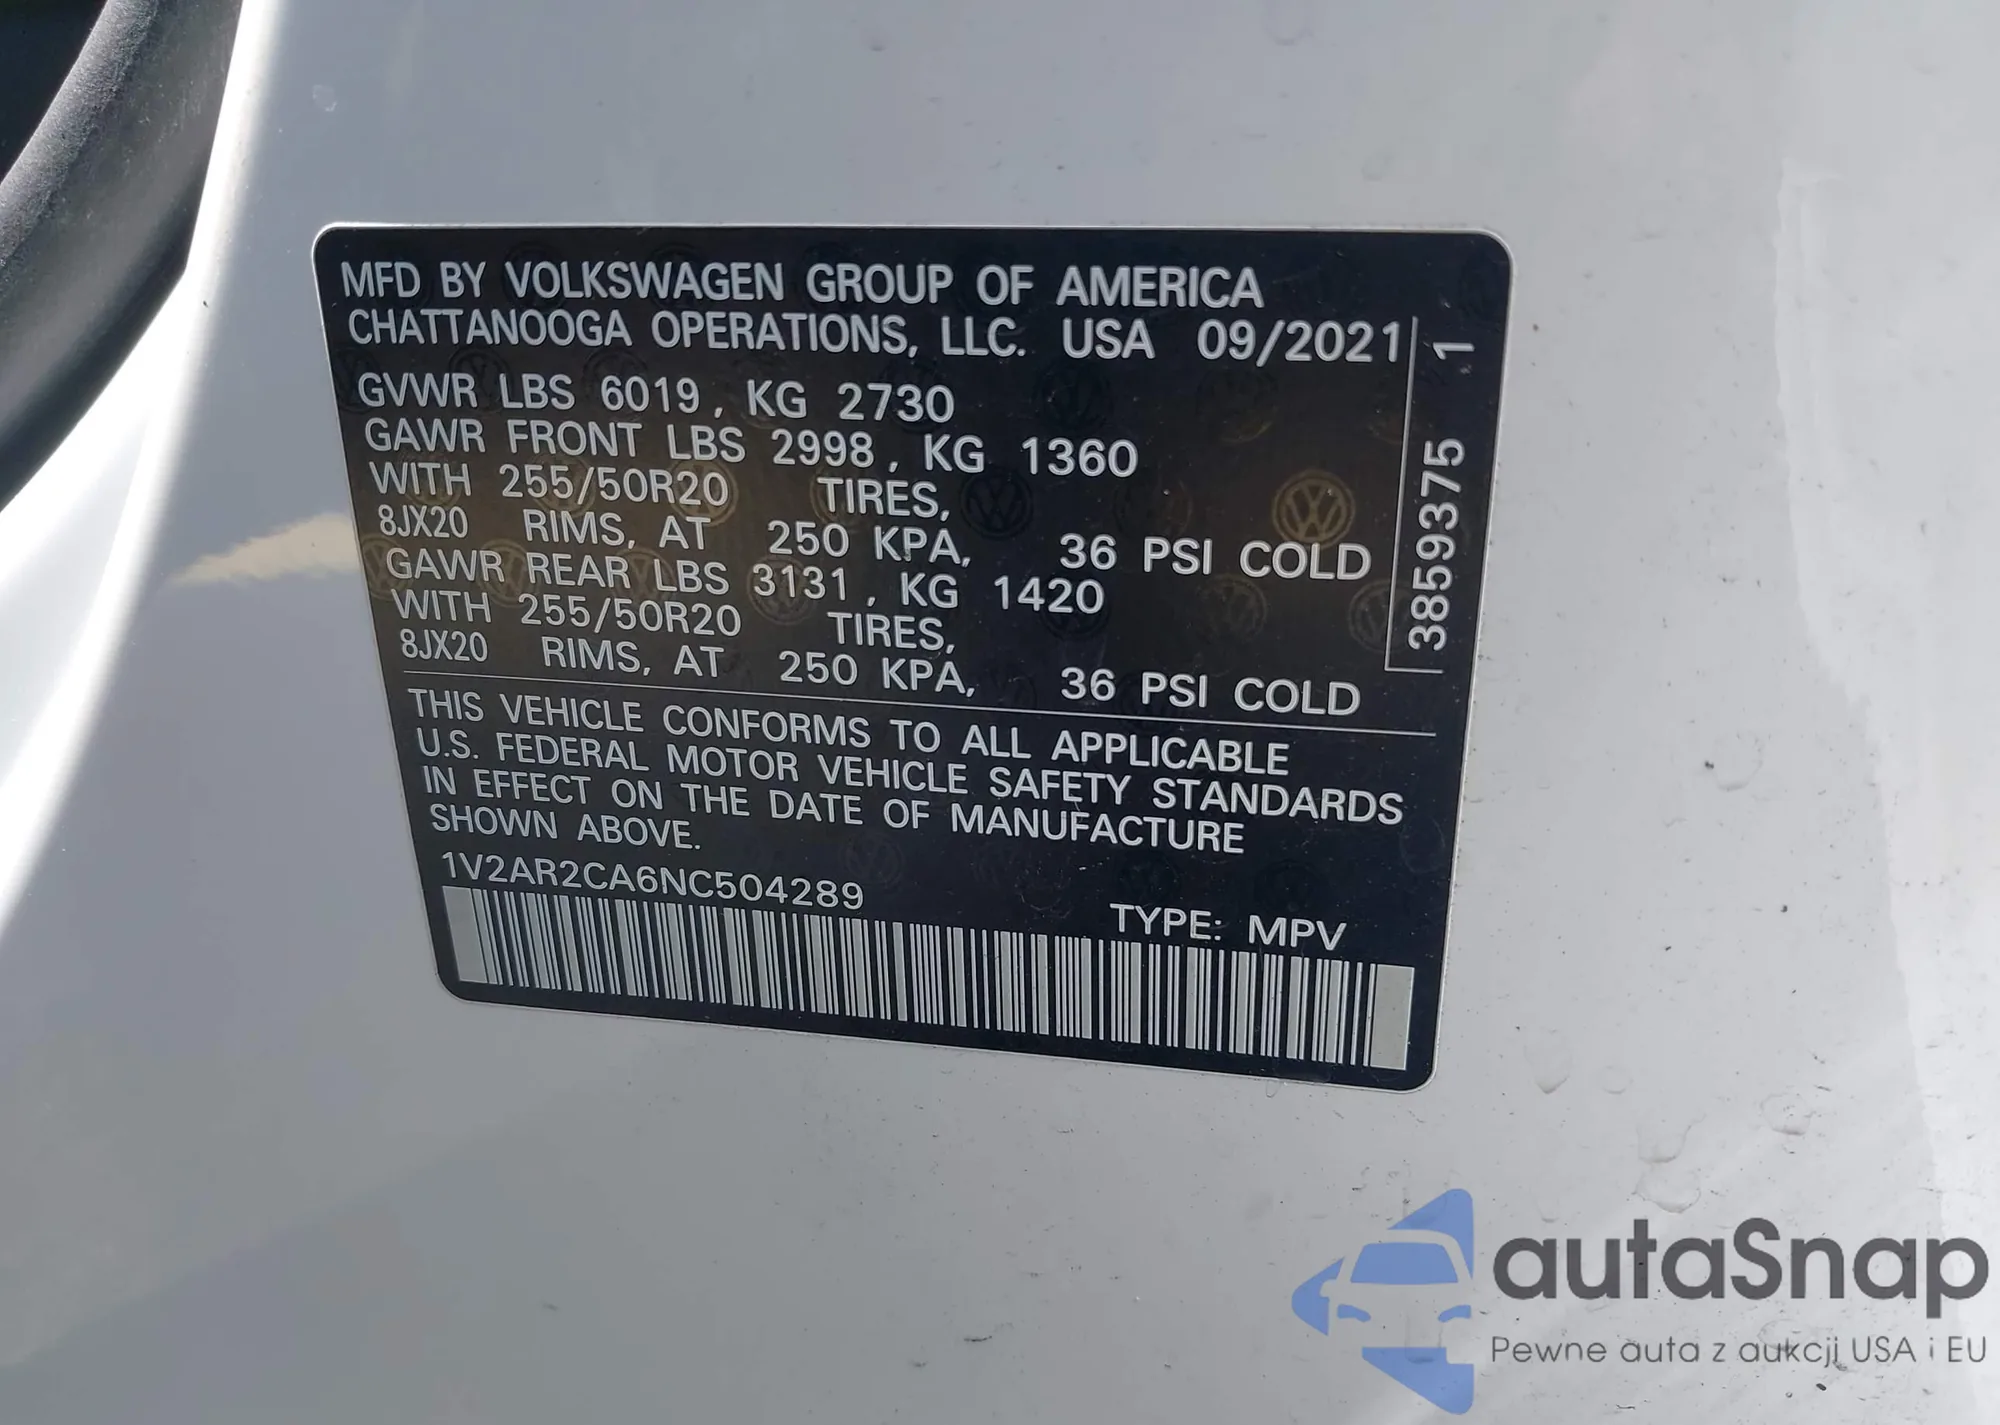 MFD BY VOLKSWAGEN GROUP OF AMERICA
CHATTANOOGA OPERATIONS, LLC. USA 09/2021
GVWR LBS 6019, KG 2730
GAWR FRONT LBS 2998, KG 1360
WITH 255/50R20 TIRES,
8JX20 RIMS, AT 250 KPA, 36 PSI COLD
GAWR REAR LBS 3131, KG 1420
WITH 255/50R20 TIRES,
8JX20 RIMS, AT 250 KPA, 36 PSI COLD
3859375 1
THIS VEHICLE CONFORMS TO ALL APPLICABLE
U.S. FEDERAL MOTOR VEHICLE SAFETY STANDARDS
IN EFFECT ON THE DATE OF MANUFACTURE
SHOWN ABOVE.
1V2AR2CA6NC504289
TYPE: MPV
autaSnap
Pewne auta z aukcji USA i EU